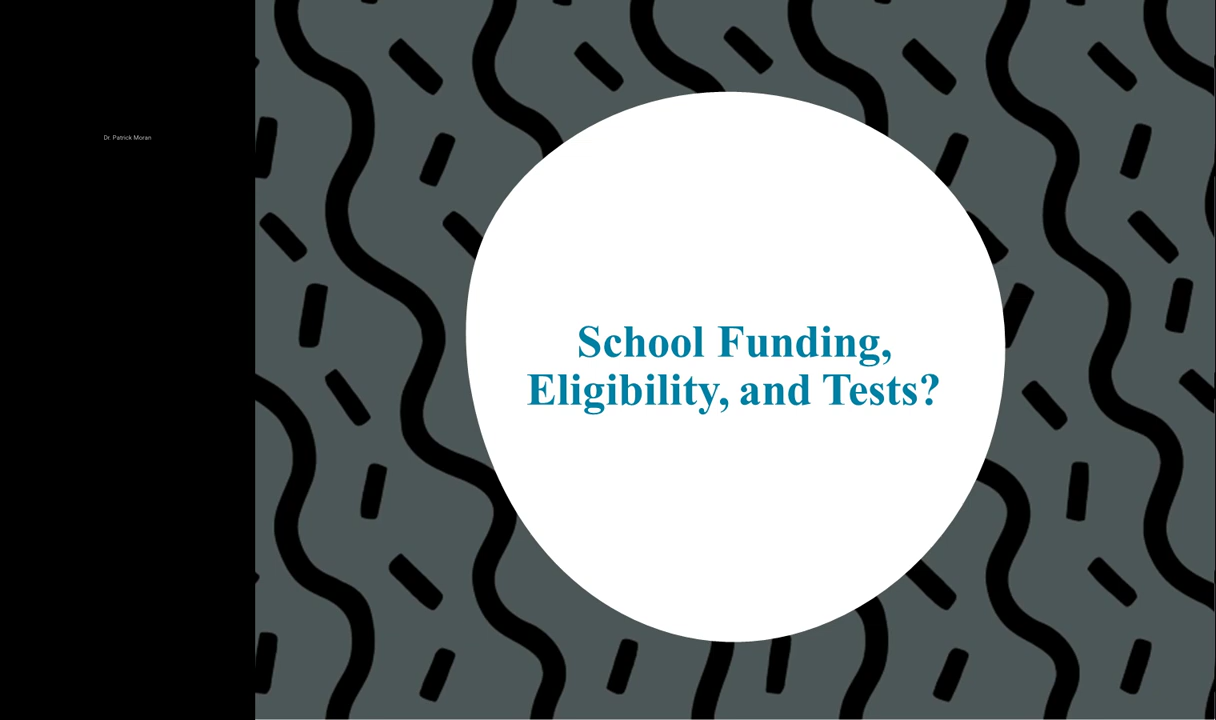 Dr. Patrick Moran
School Funding,
Eligibility, and Tests?